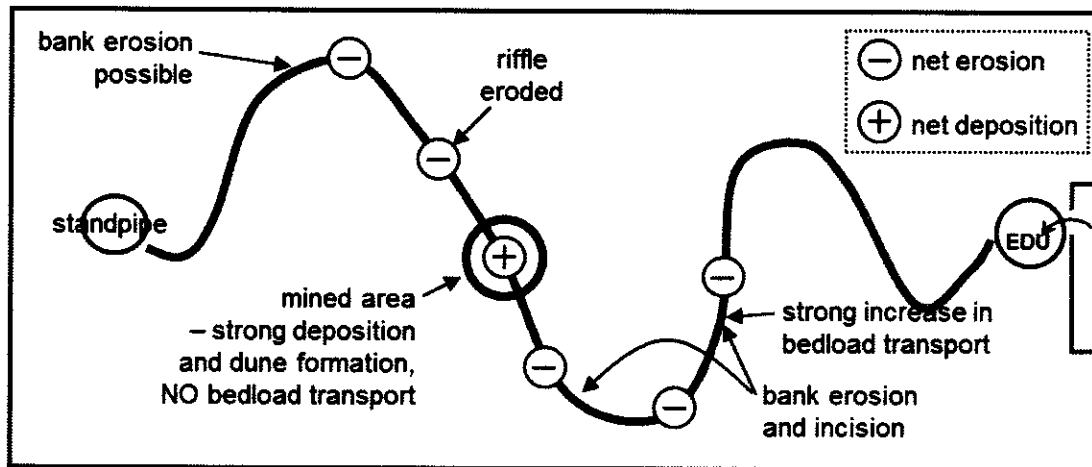 bank erosion
possible
riffle
eroded
− net erosion
+ net deposition
standpipe
EDU
mined area
– strong deposition
and dune formation,
NO bedload transport
strong increase in
bedload transport
bank erosion
and incision